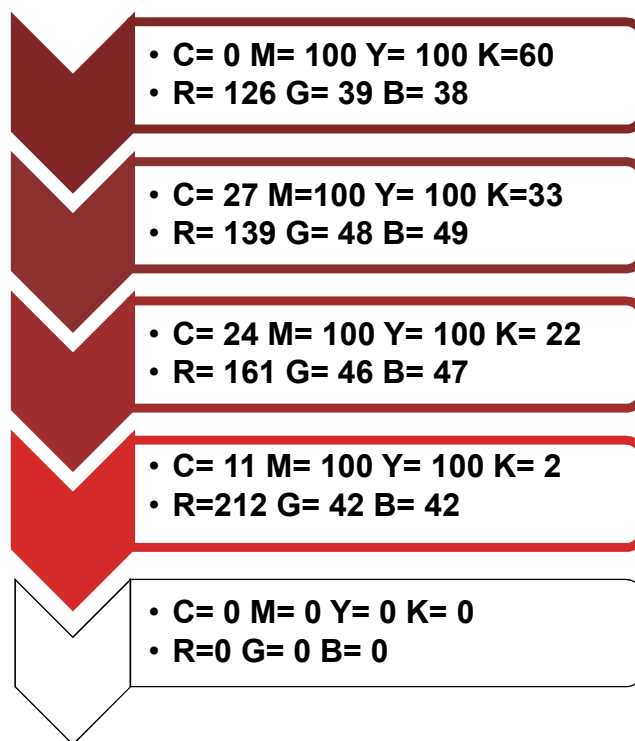 • C= 0 M= 100 Y= 100 K=60
• R= 126 G= 39 B= 38
• C= 27 M=100 Y= 100 K=33
• R= 139 G= 48 B= 49
• C= 24 M= 100 Y= 100 K= 22
• R= 161 G= 46 B= 47
• C= 11 M= 100 Y= 100 K= 2
• R=212 G= 42 B= 42
• C= 0 M= 0 Y= 0 K= 0
• R=0 G= 0 B= 0